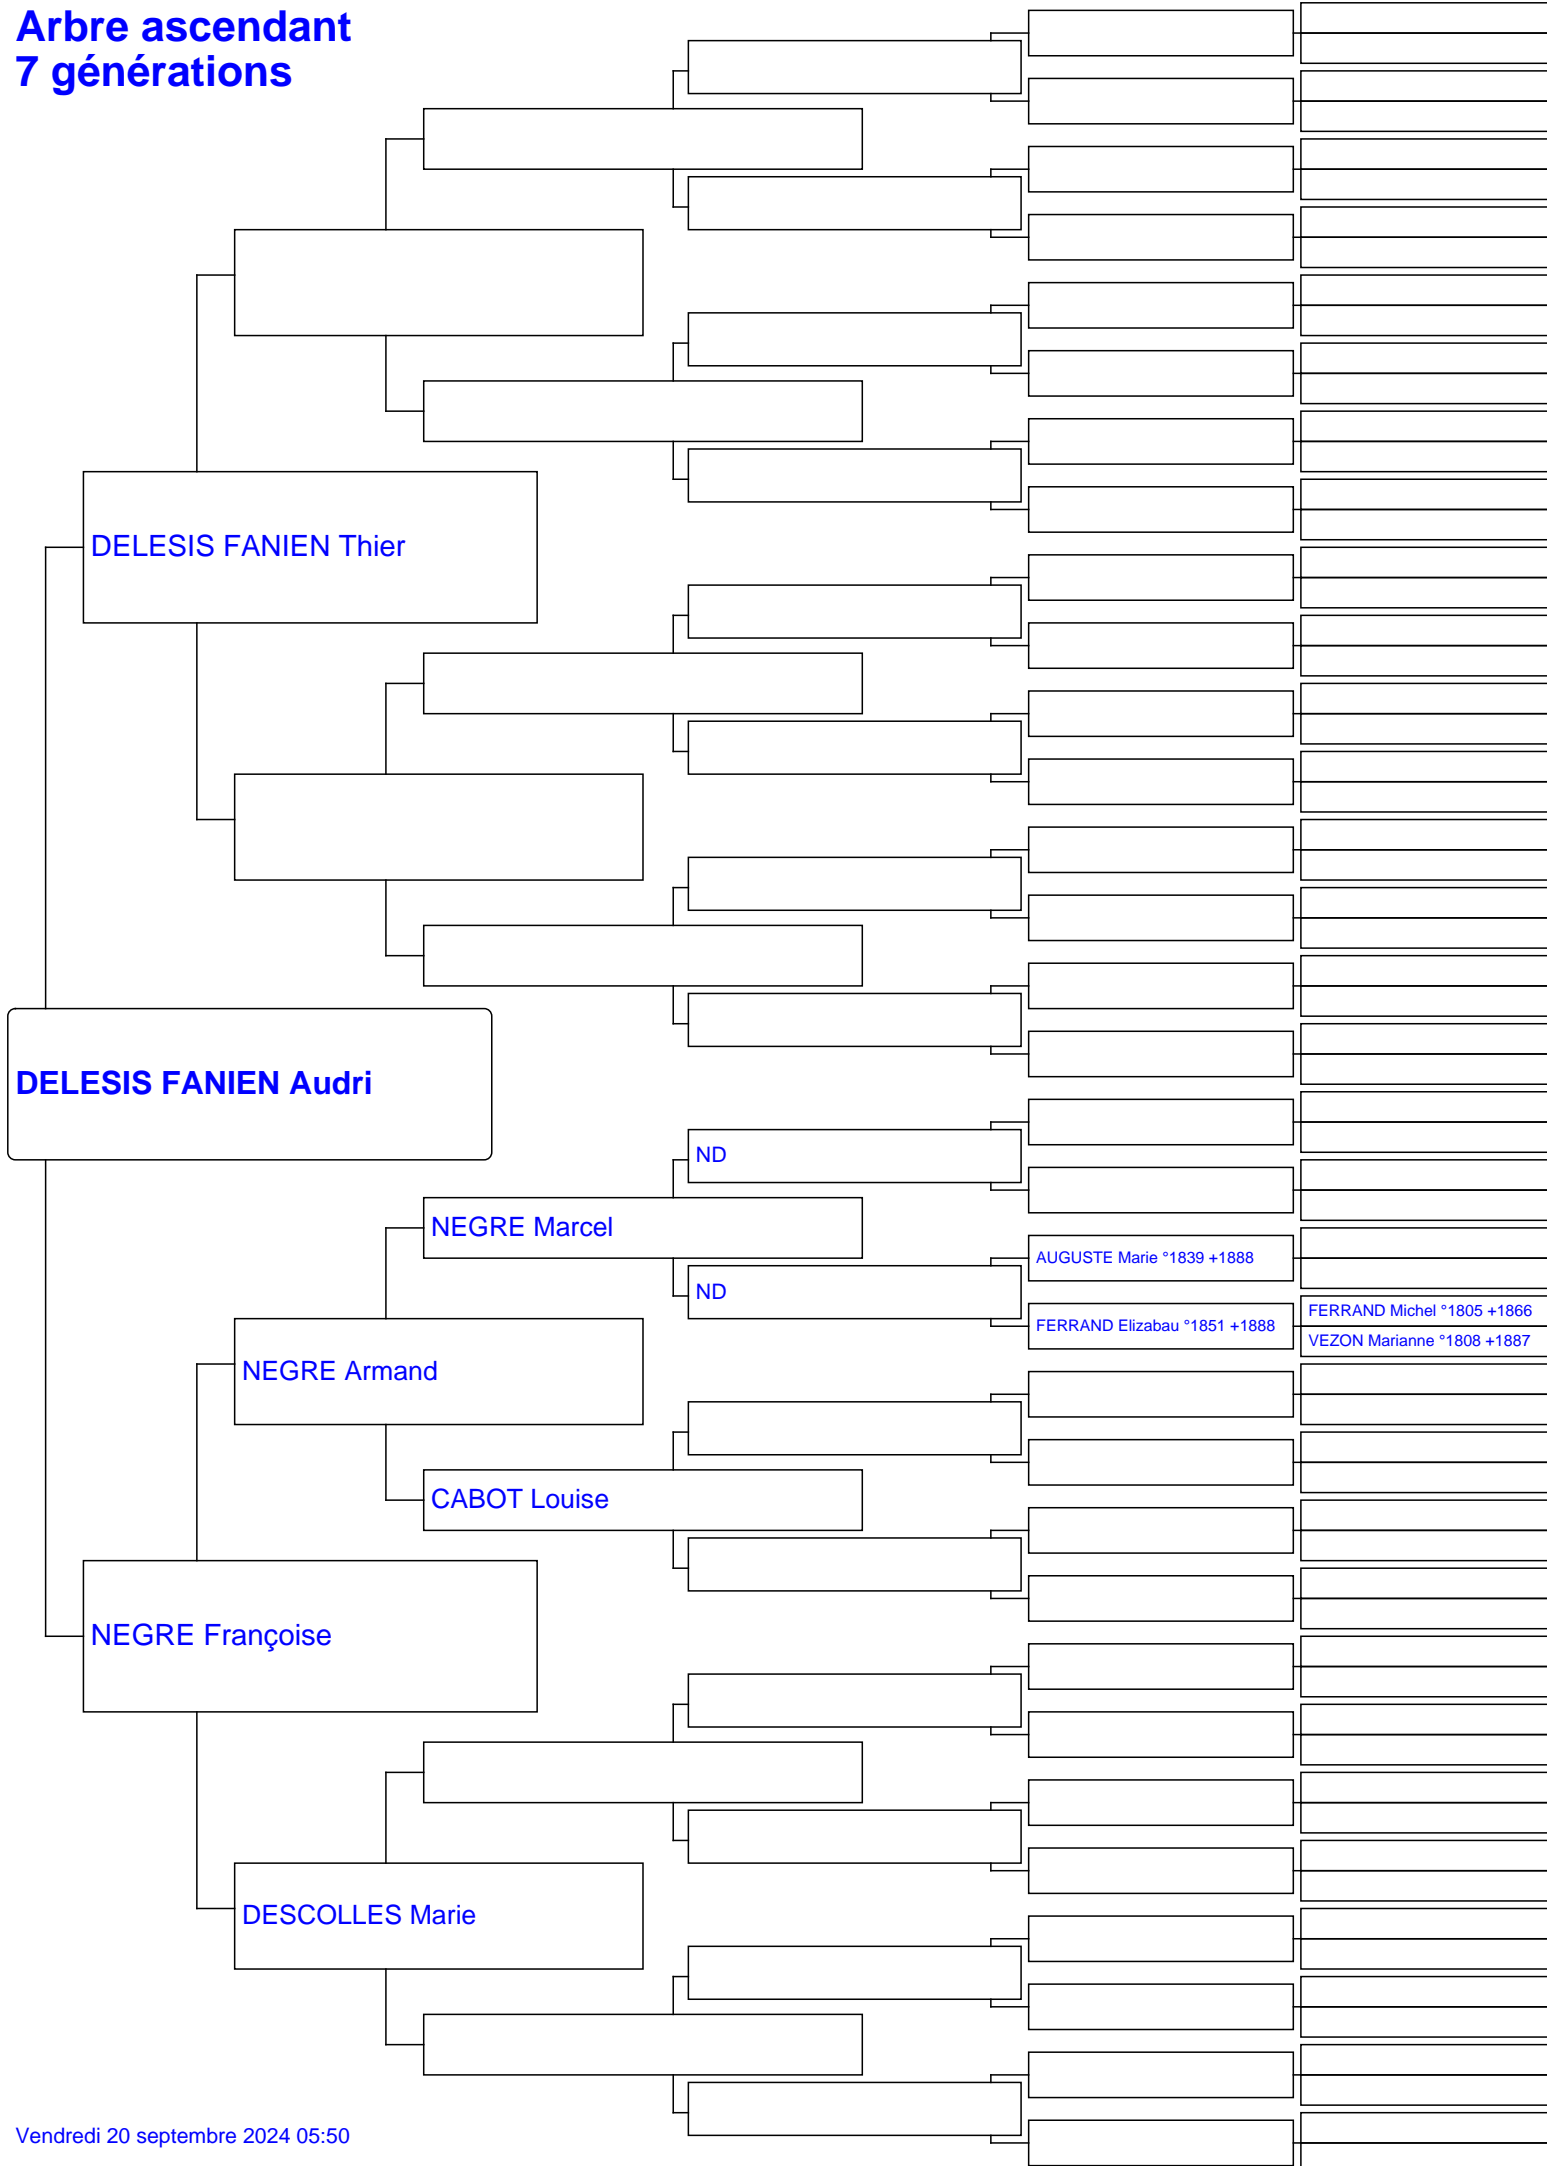 Arbre ascendant
7 générations
DELESIS FANIEN Thier
DELESIS FANIEN Audri
ND
NEGRE Marcel
AUGUSTE Marie °1839 +1888
ND
FERRAND Elizabau °1851 +1888
FERRAND Michel °1805 +1866
VEZON Marianne °1808 +1887
NEGRE Armand
CABOT Louise
NEGRE Françoise
DESCOLLES Marie
Vendredi 20 septembre 2024 05:50